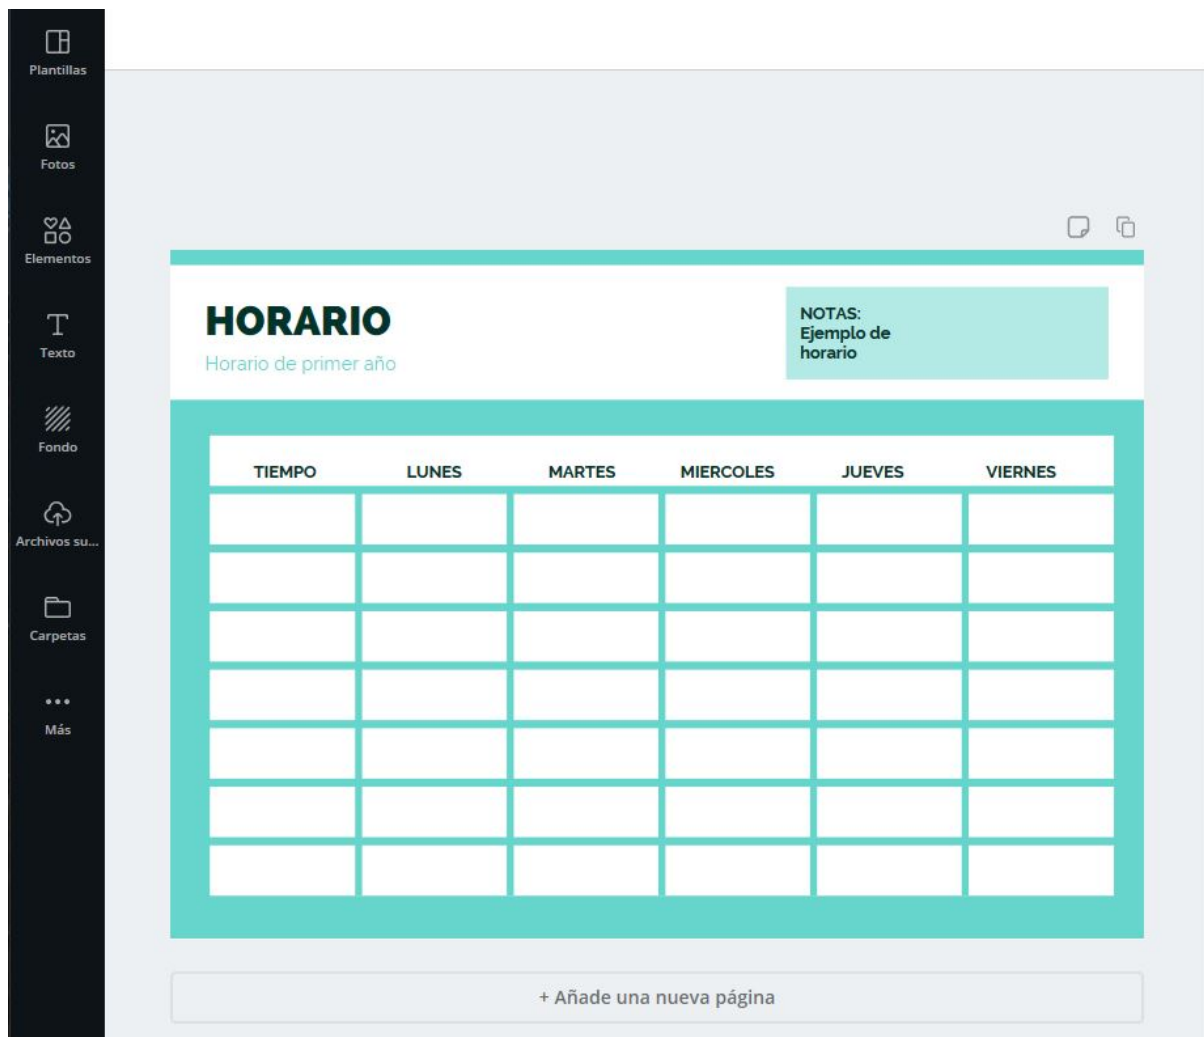 Plantillas
Fotos
Elementos
Texto
Fondo
Archivos su...
Carpetas
Más
HORARIO
Horario de primer año
NOTAS:
Ejemplo de
horario
TIEMPO LUNES MARTES MIERCOLES JUEVES VIERNES
+ Añade una nueva página